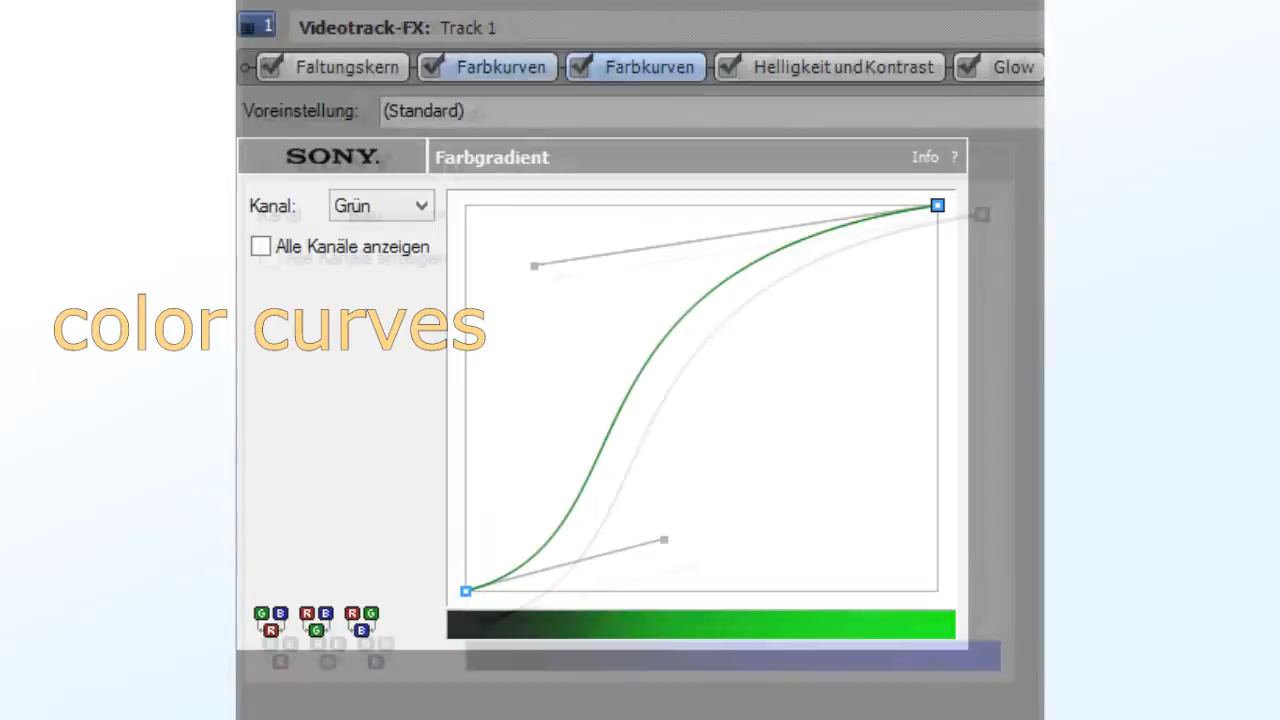 1 Videotrack-FX: Track 1
Faltungskern Farbkurven Farbkurven Helligkeit und Kontrast Glow
Voreinstellung: (Standard)
SONY. Farbgradient Info ?
Kanal: Grün
Alle Kanäle anzeigen
color curves
G B R B R G
R G B